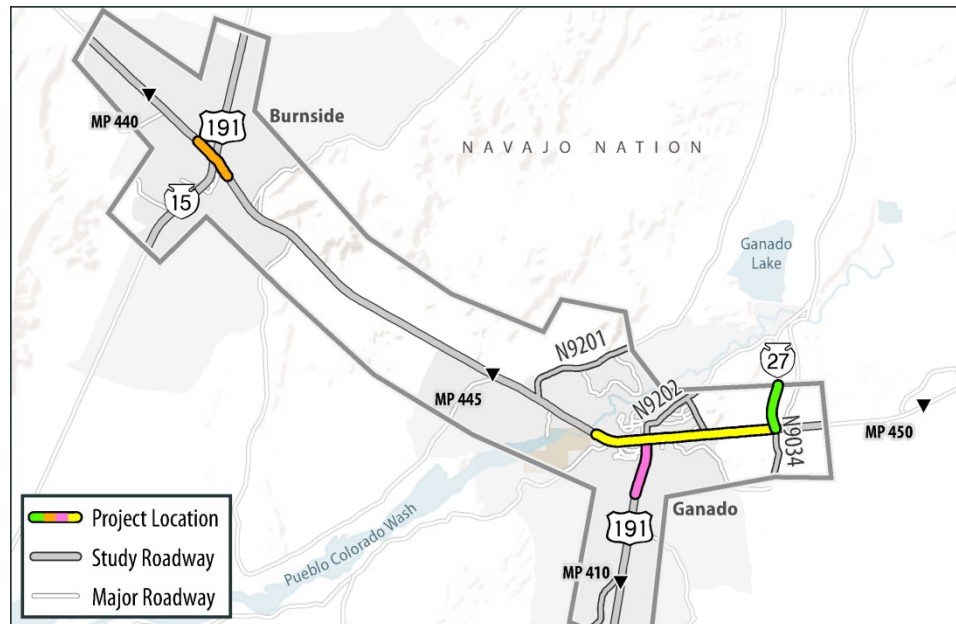 MP 440
191
Burnside
NAVAJO NATION
15
Ganado
Lake
N9201
27
MP 445
N9202
MP 450
N9034
Ganado
191
Pueblo Colorado Wash
MP 410
Project Location
Study Roadway
Major Roadway